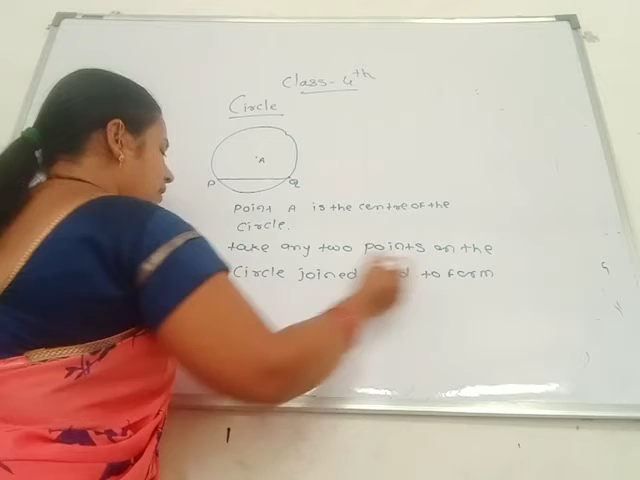 Class-4th
Circle
A
P
Q
Point A is the centre of the
Circle.
take any two points on the
Circle joined to form